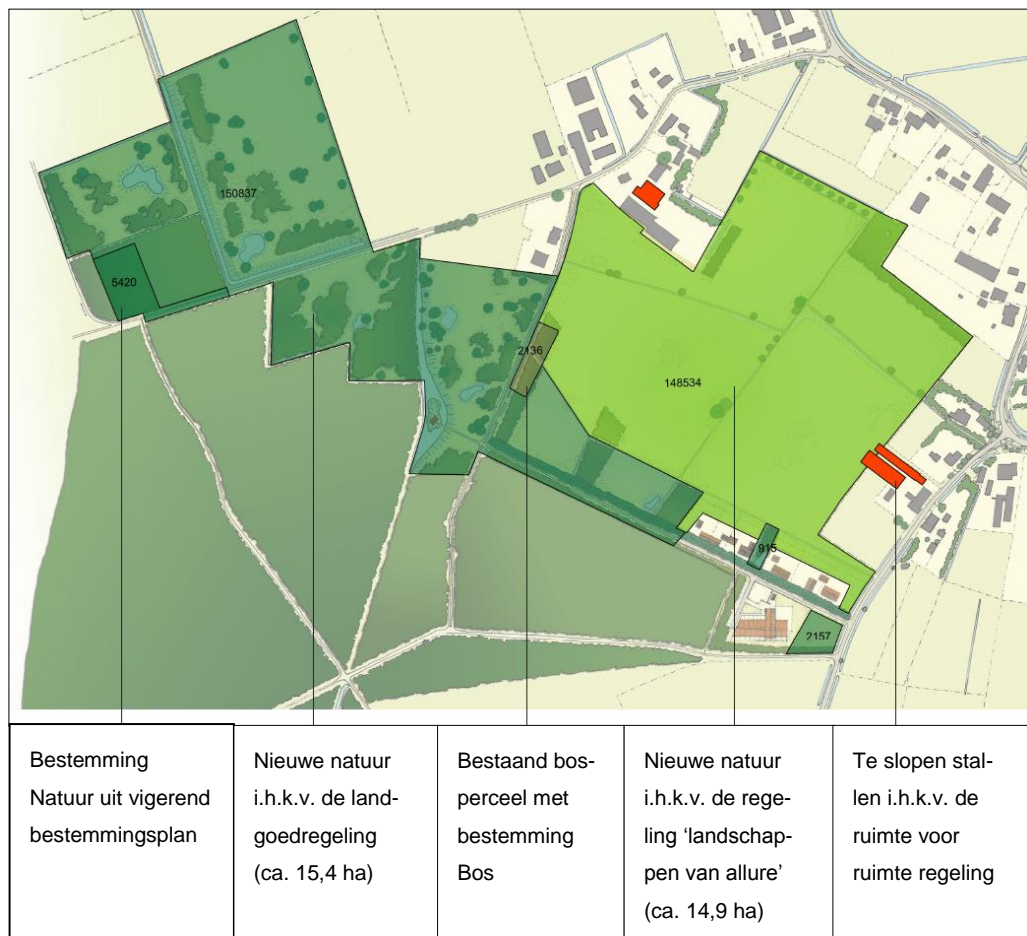 150837
5420
2136
148534
915
2157
Bestemming
Natuur uit vigerend
bestemmingsplan
Nieuwe natuur
i.h.k.v. de land-
goedregeling
(ca. 15,4 ha)
Bestaand bos-
perceel met
bestemming
Bos
Nieuwe natuur
i.h.k.v. de rege-
ling ‘landschap-
pen van allure’
(ca. 14,9 ha)
Te slopen stal-
len i.h.k.v. de
ruimte voor
ruimte regeling